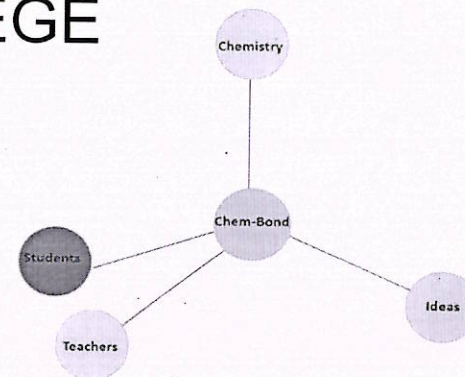 EGE
Chemistry
Chem-Bond
Students
Teachers
Ideas